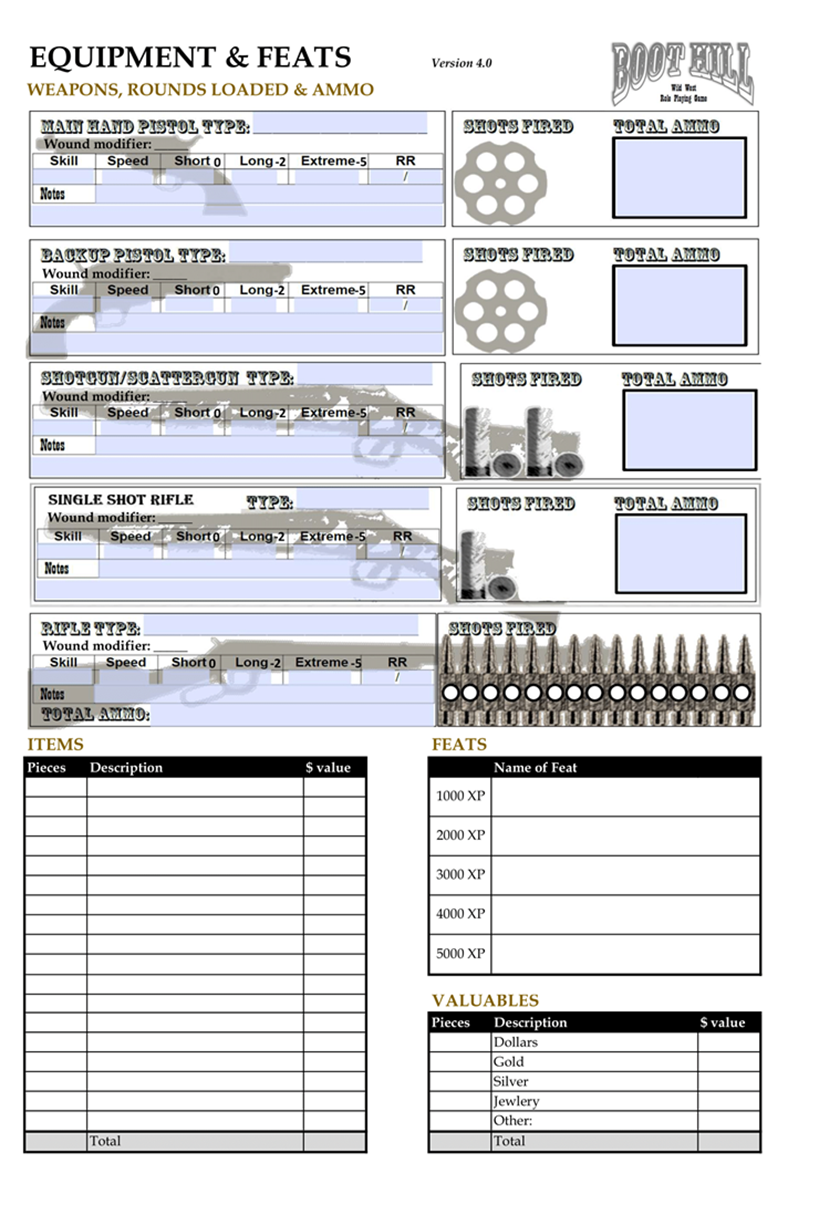 EQUIPMENT & FEATS
Version 4.0
BOOT HILL
Wild West
Role Playing Game
WEAPONS, ROUNDS LOADED & AMMO
MAIN HAND PISTOL TYPE:
SHOTS FIRED TOTAL AMMO
Wound modifier: _____
Skill Speed Short 0 Long -2 Extreme -5 RR
/
Notes
BACKUP PISTOL TYPE:
SHOTS FIRED TOTAL AMMO
Wound modifier: _____
Skill Speed Short 0 Long -2 Extreme -5 RR
/
Notes
SHOTGUN/SCATTERGUN TYPE:
SHOTS FIRED TOTAL AMMO
Wound modifier: _____
Skill Speed Short 0 Long -2 Extreme -5 RR
/
Notes
SINGLE SHOT RIFLE TYPE:
SHOTS FIRED TOTAL AMMO
Wound modifier: _____
Skill Speed Short 0 Long -2 Extreme -5 RR
/
Notes
RIFLE TYPE:
SHOTS FIRED
Wound modifier: _____
Skill Speed Short 0 Long -2 Extreme -5 RR
/
Notes
TOTAL AMMO:
ITEMS
Pieces Description $ value
Total
FEATS
Name of Feat
1000 XP
2000 XP
3000 XP
4000 XP
5000 XP
VALUABLES
Pieces Description $ value
Dollars
Gold
Silver
Jewlery
Other:
Total